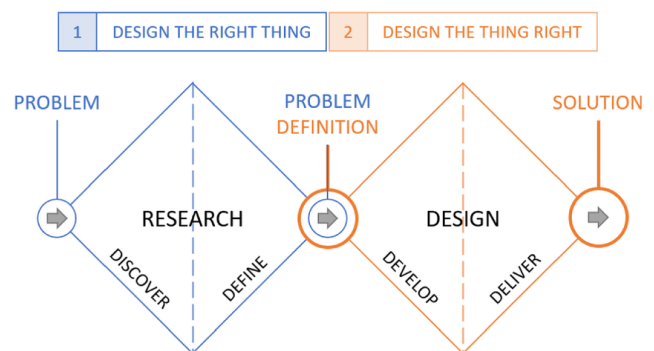 1 DESIGN THE RIGHT THING
2 DESIGN THE THING RIGHT
PROBLEM
PROBLEM
DEFINITION
SOLUTION
RESEARCH
DESIGN
DISCOVER
DEFINE
DEVELOP
DELIVER